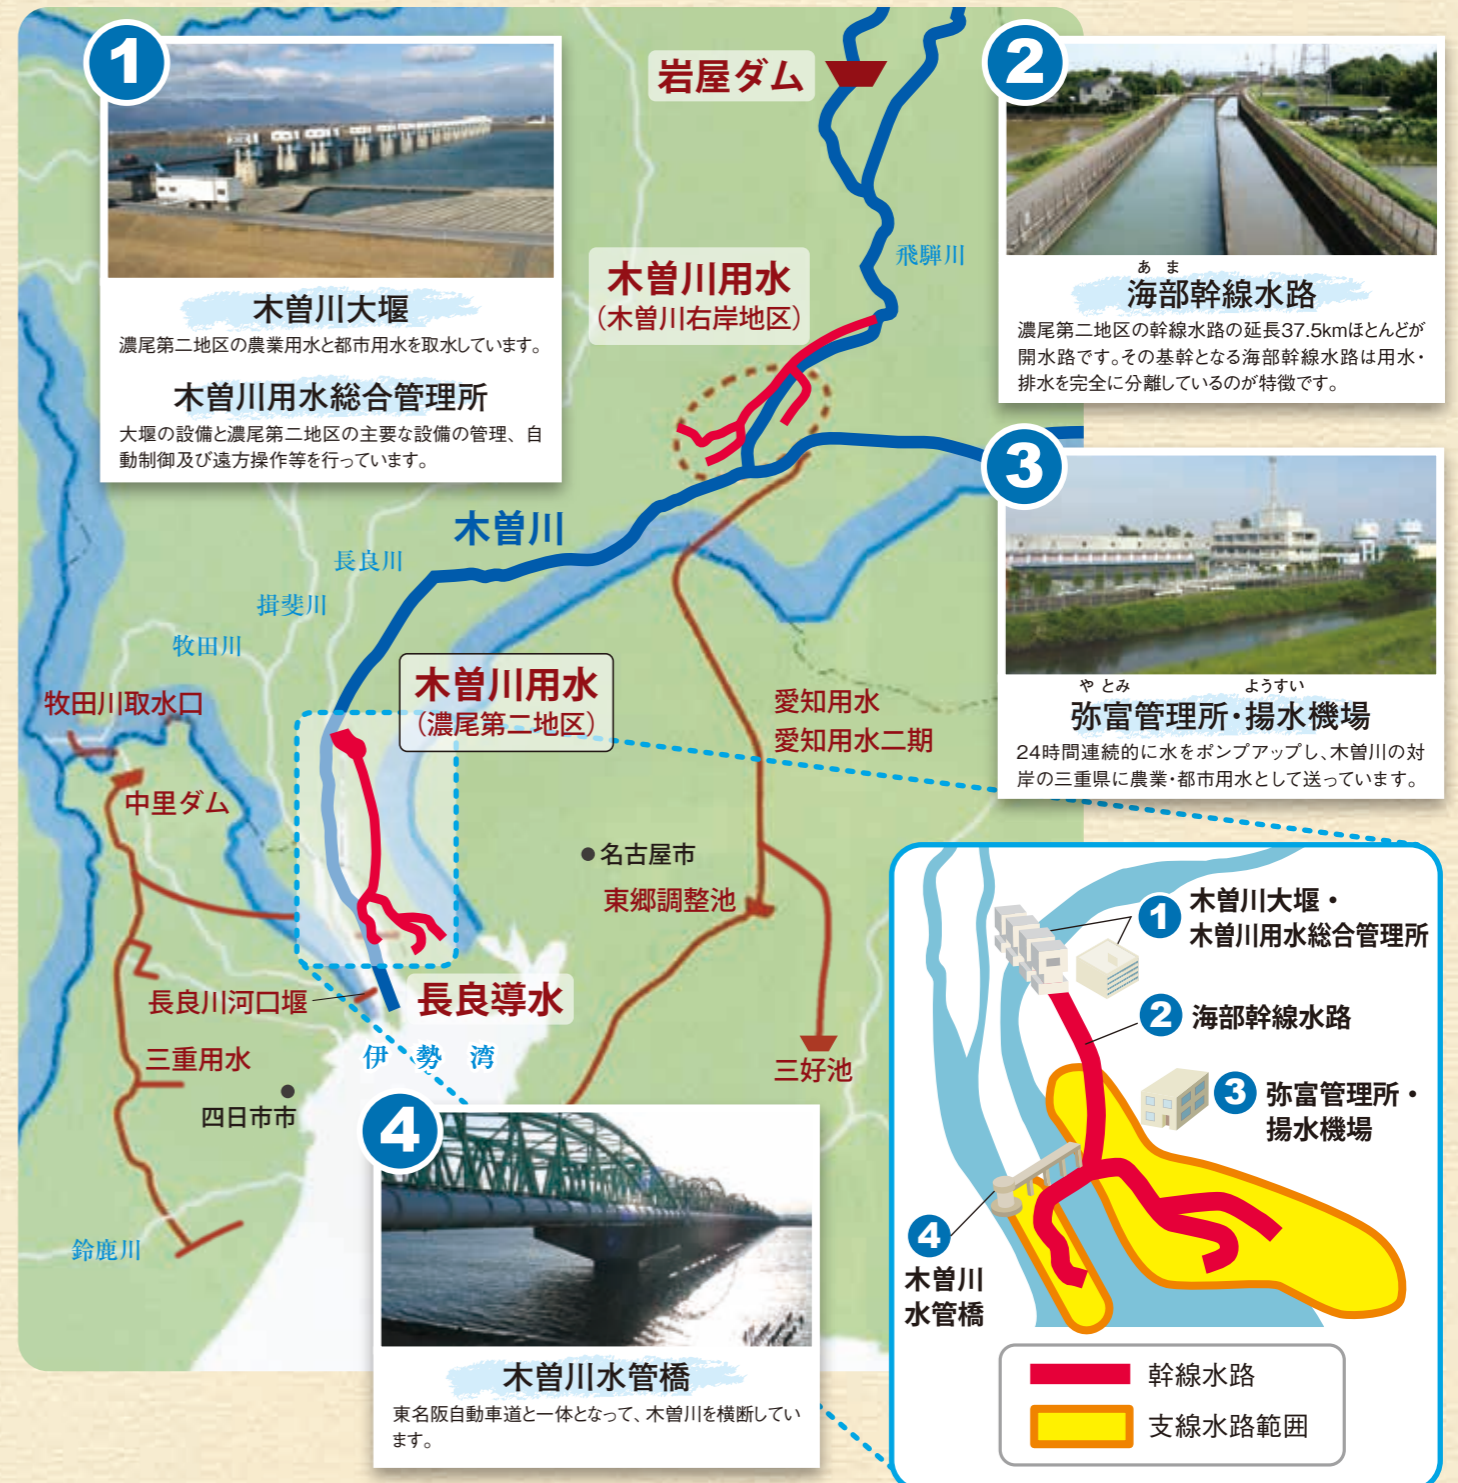 1
木曽川大堰
濃尾第二地区の農業用水と都市用水を取水しています。
木曽川用水総合管理所
大堰の設備と濃尾第二地区の主要な設備の管理、自
動制御及び遠方操作等を行っています。
岩屋ダム
2
あ ま
海部幹線水路
濃尾第二地区の幹線水路の延長37.5kmほとんどが
開水路です。その基幹となる海部幹線水路は用水・
排水を完全に分離しているのが特徴です。
飛騨川
木曽川用水
（木曽川右岸地区）
3
や とみ ようすい
弥富管理所・揚水機場
24時間連続的に水をポンプアップし、木曽川の対
岸の三重県に農業・都市用水として送っています。
木曽川
長良川
揖斐川
牧田川
木曽川用水
（濃尾第二地区）
牧田川取水口
愛知用水
愛知用水二期
中里ダム
名古屋市
東郷調整池
長良川河口堰
長良導水
伊勢湾
三重用水
三好池
四日市市
鈴鹿川
4
木曽川水管橋
東名阪自動車道と一体となって、木曽川を横断してい
ます。
1 木曽川大堰・
木曽川用水総合管理所
2 海部幹線水路
3 弥富管理所・
揚水機場
4
木曽川
水管橋
幹線水路
支線水路範囲